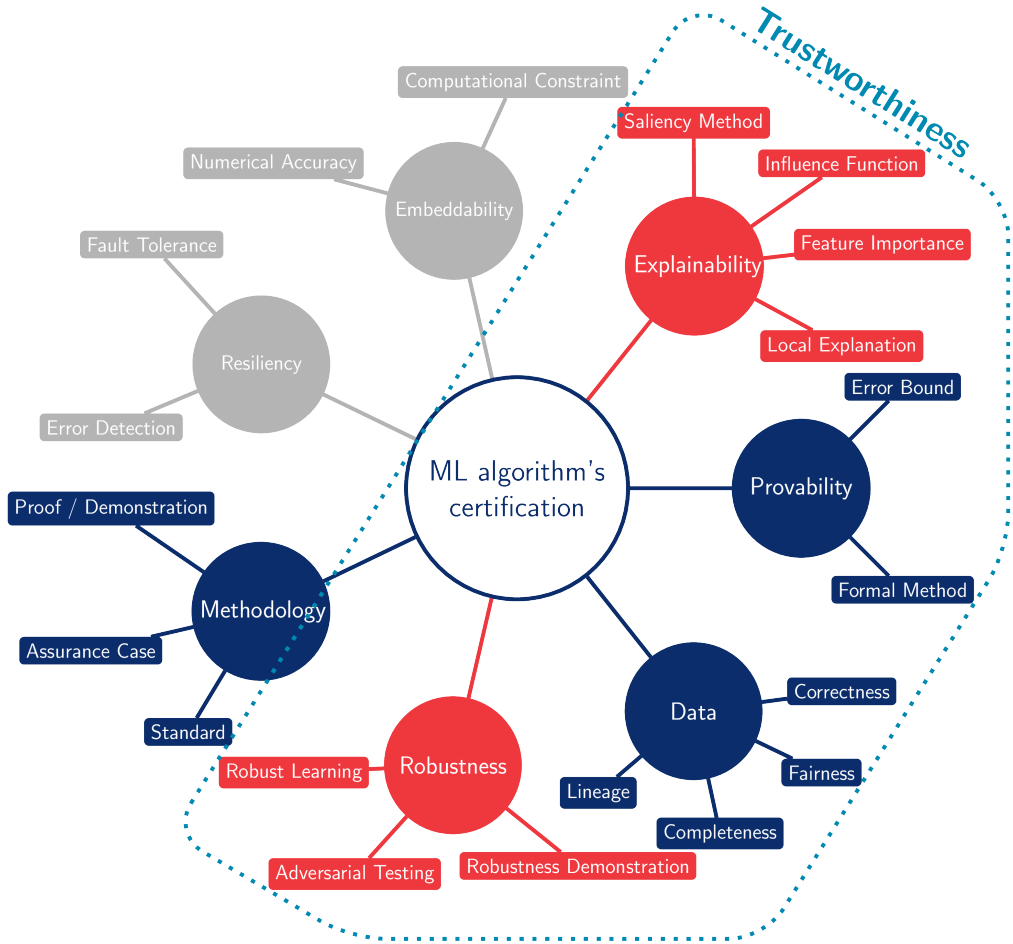 Trustworthiness
Computational Constraint
Numerical Accuracy
Embeddability
Saliency Method
Influence Function
Feature Importance
Explainability
Local Explanation
Fault Tolerance
Resiliency
Error Detection
Error Bound
Provability
Formal Method
ML algorithm's
certification
Proof / Demonstration
Methodology
Assurance Case
Standard
Data
Correctness
Fairness
Lineage
Completeness
Robustness
Robust Learning
Adversarial Testing
Robustness Demonstration